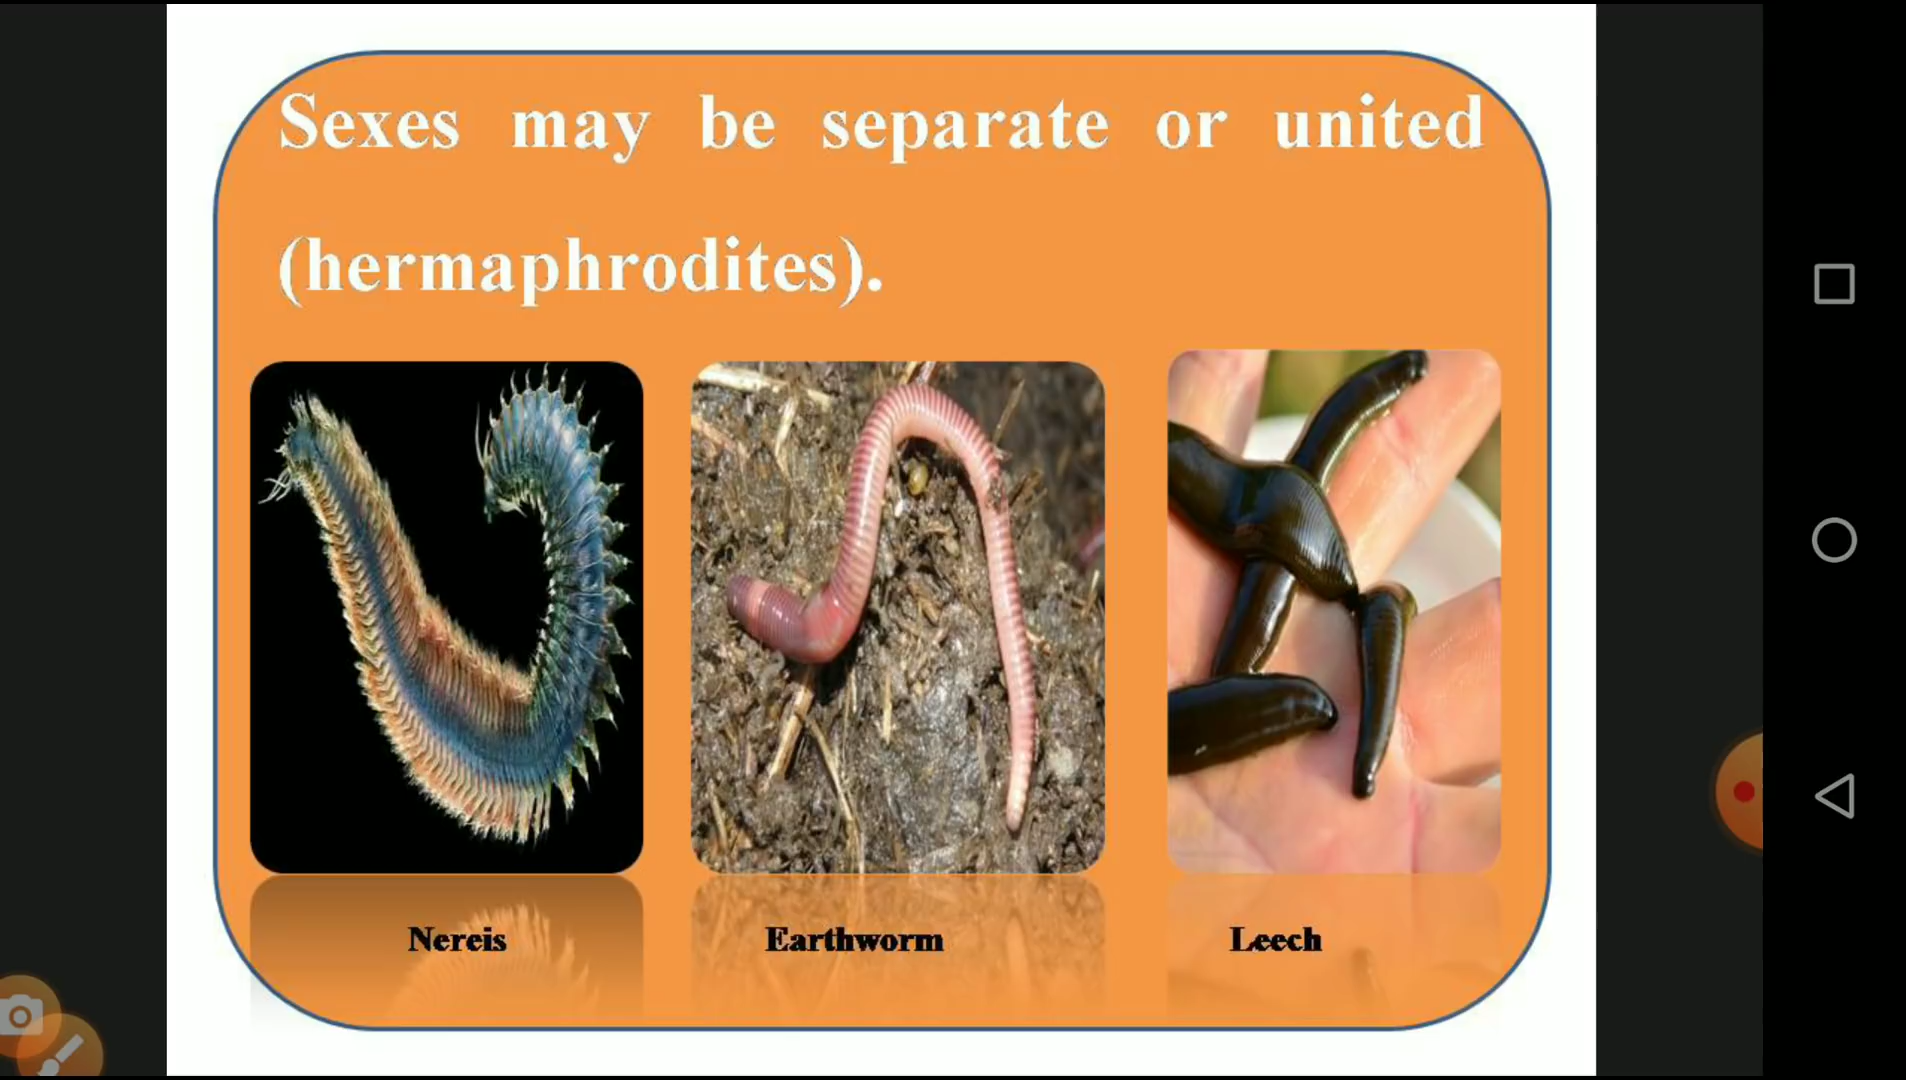 Sexes may be separate or united
(hermaphrodites).
Nereis
Earthworm
Leech